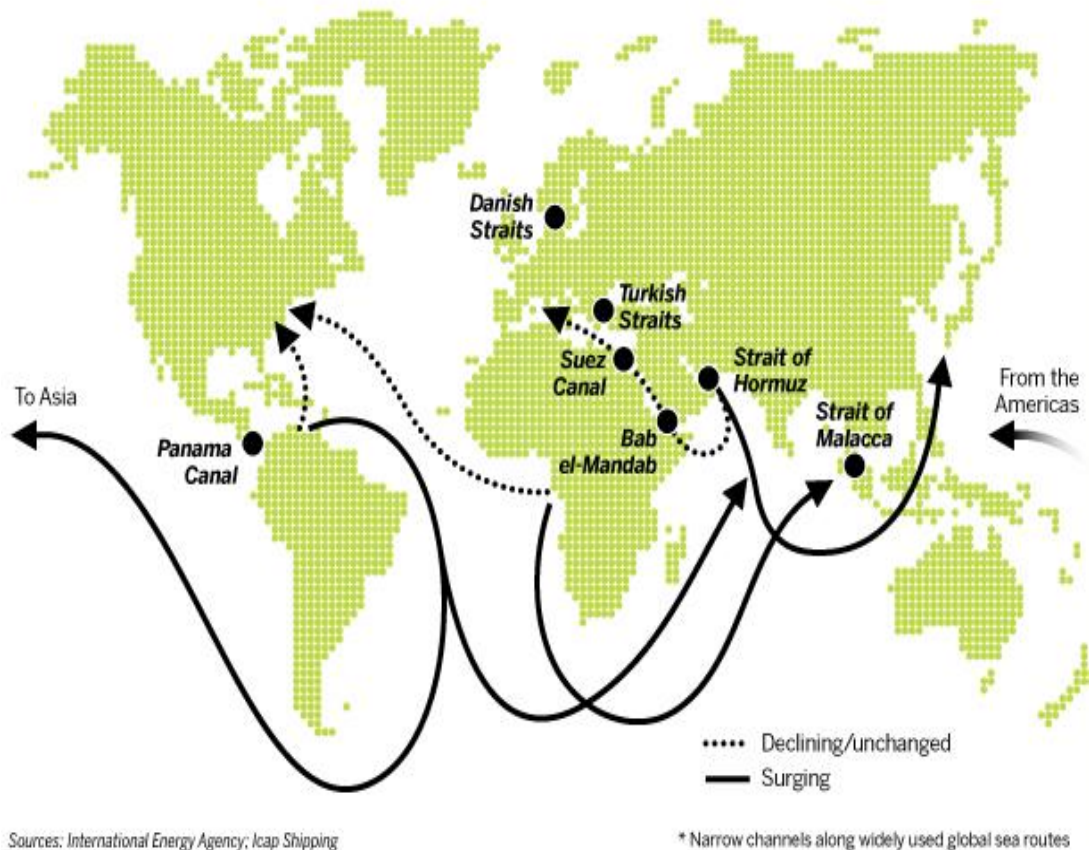 Danish
Straits
Turkish
Straits
Suez
Canal
Strait of
Hormuz
To Asia
From the
Americas
Strait of
Malacca
Panama
Canal
Bab
el-Mandab
Declining/unchanged
Surging
Sources: International Energy Agency; Icap Shipping
* Narrow channels along widely used global sea routes